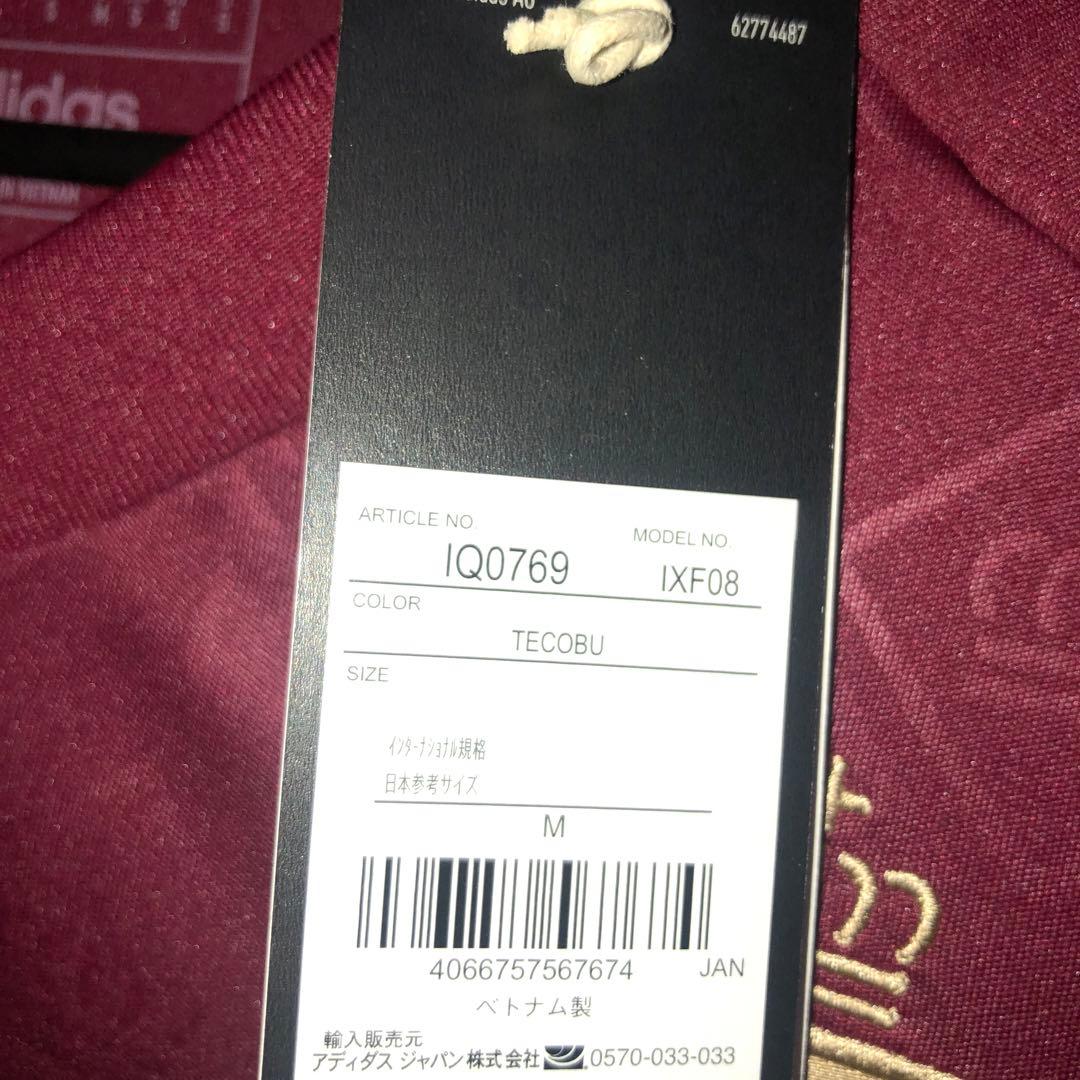 62774487
adidas
VIETNAM
ARTICLE NO.
MODEL NO.
IQ0769
IXF08
COLOR
TECOBU
SIZE
インターナショナル規格
日本参考サイズ
M
4066757567674 JAN
ベトナム製
輸入販売元
アディダス ジャパン株式会社 0570-033-033